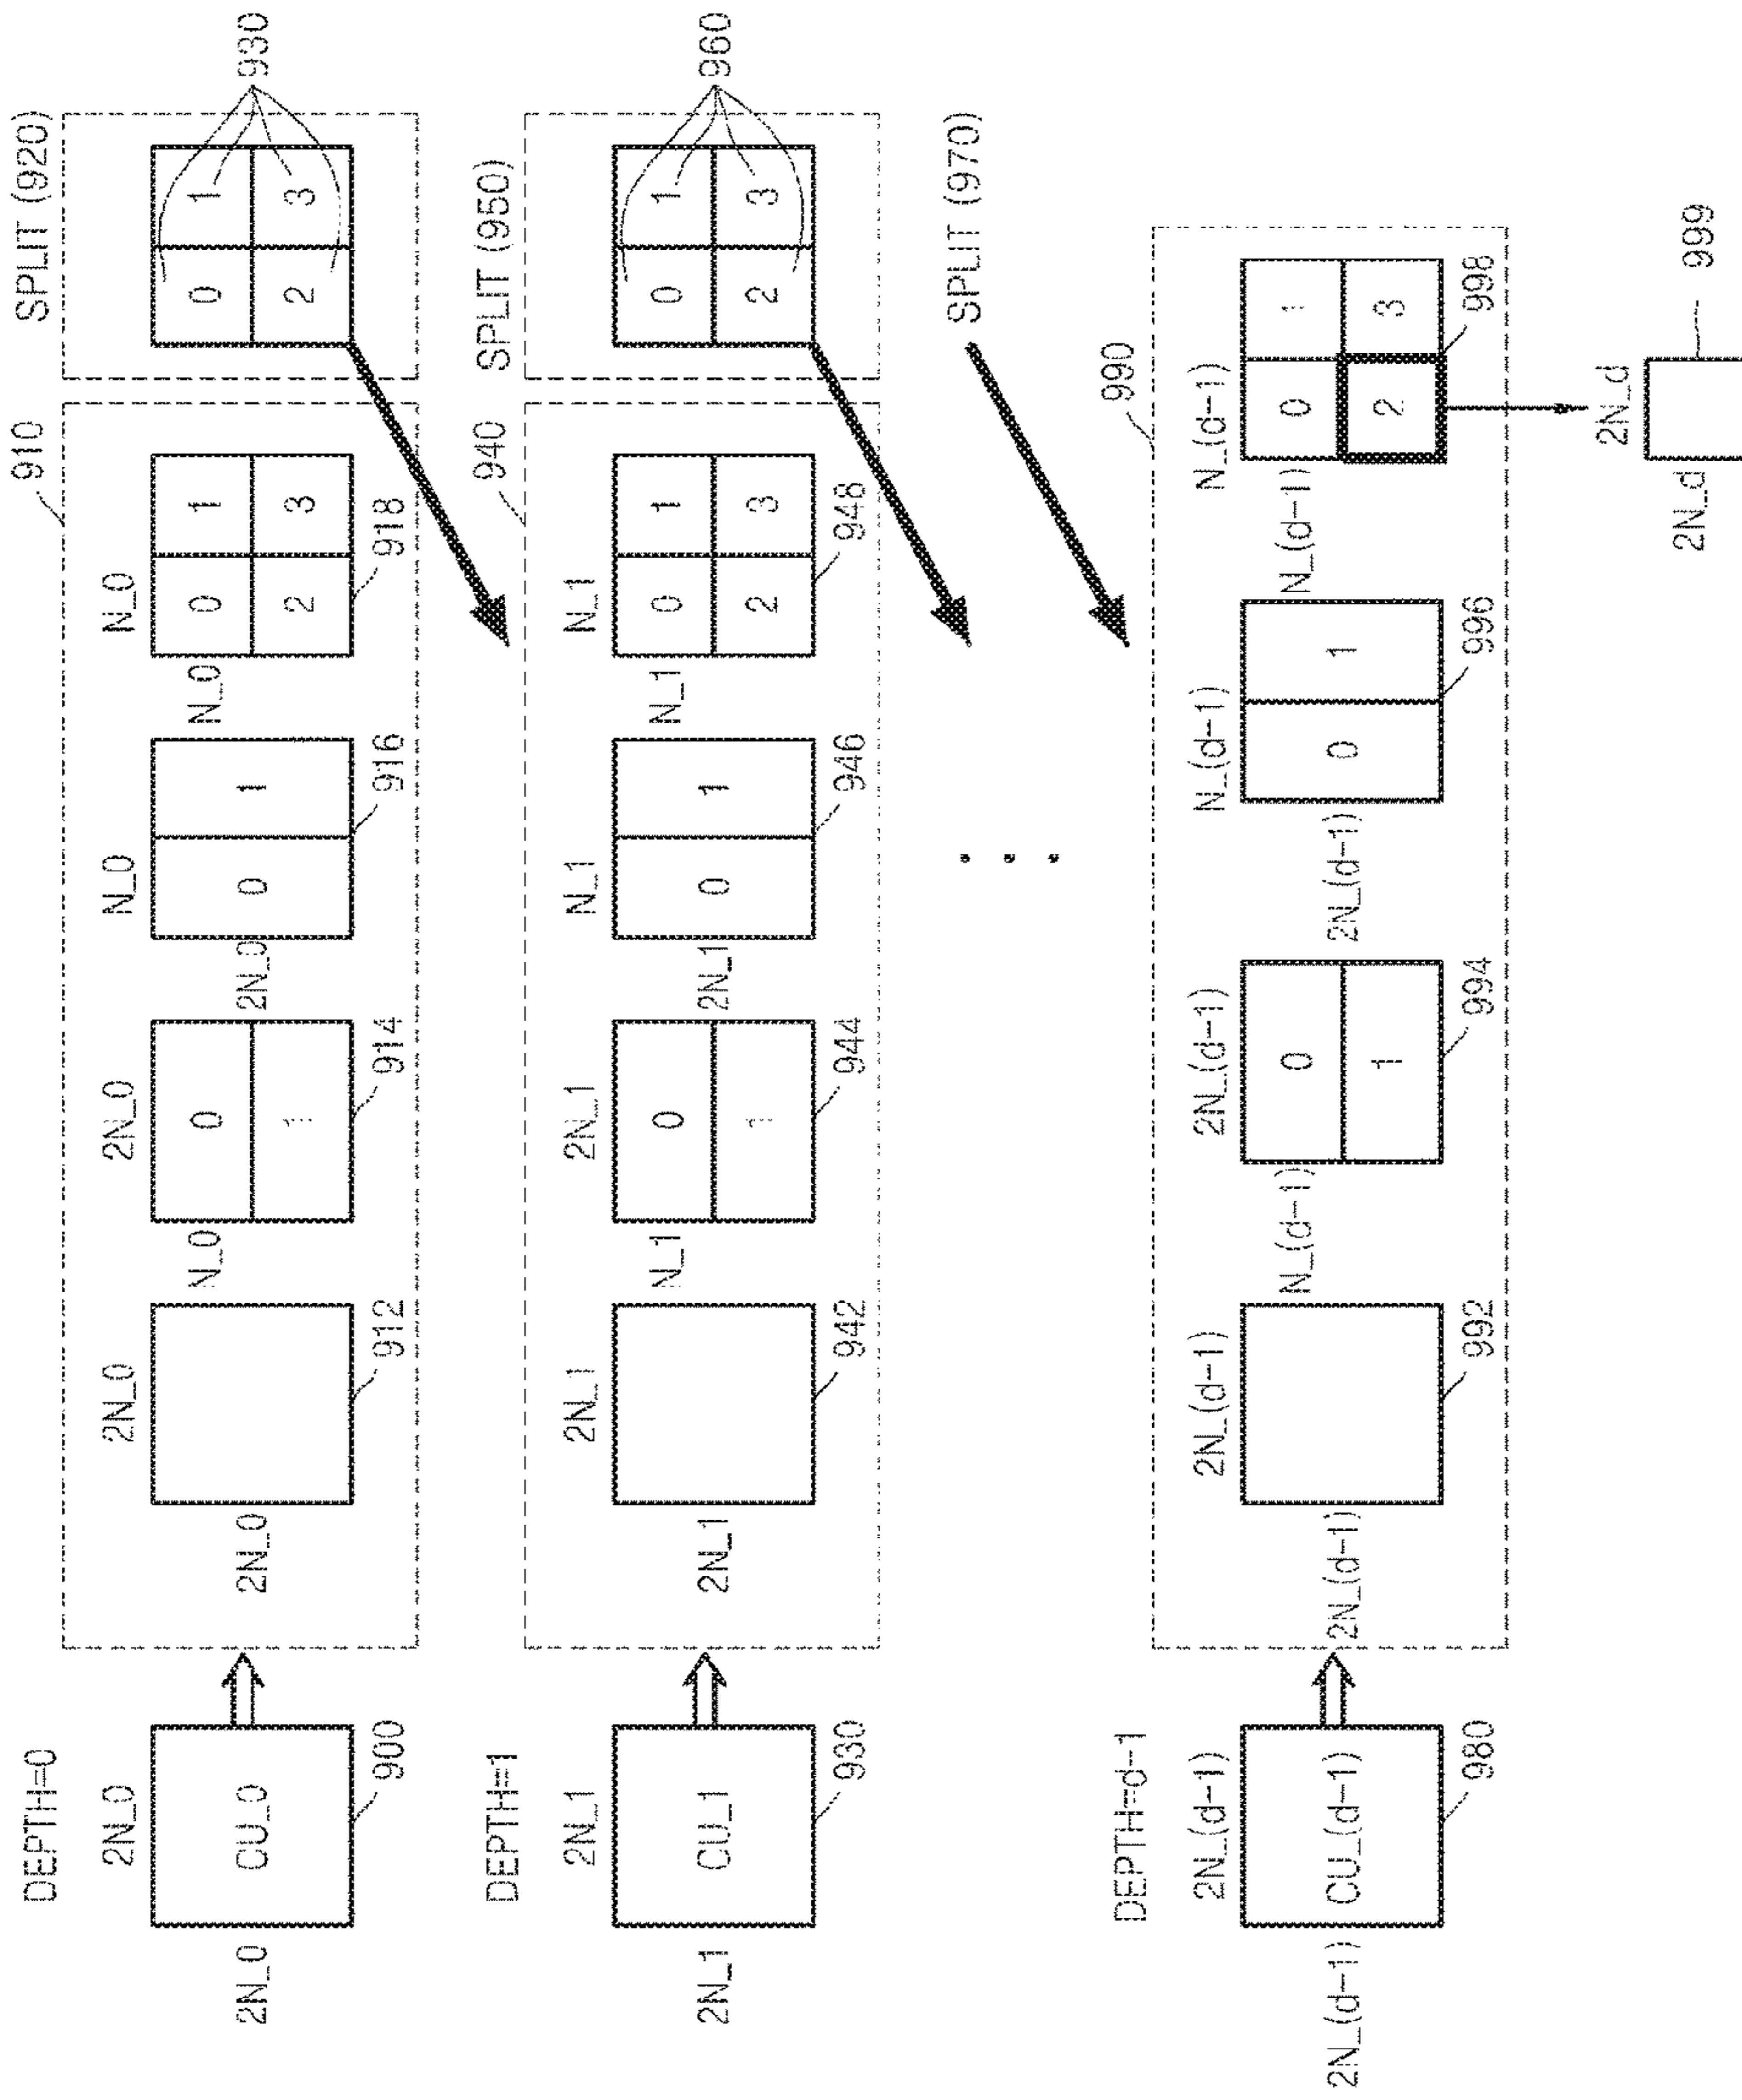 DEPTH=0
2N_0
2N_0
CU_0
900
910
2N_0
2N_0
912
2N_0
N_0
0
1
914
N_0
2N_0
0
1
916
N_0
N_0
0
1
2
3
918
SPLIT (920)
0
1
2
3
930
DEPTH=1
2N_1
2N_1
CU_1
930
940
2N_1
2N_1
942
2N_1
N_1
0
1
944
N_1
2N_1
0
1
946
N_1
N_1
0
1
2
3
948
SPLIT (950)
0
1
2
3
960
SPLIT (970)
DEPTH=d-1
2N_(d-1)
2N_(d-1)
CU_(d-1)
980
990
2N_(d-1)
2N_(d-1)
992
2N_(d-1)
N_(d-1)
0
1
994
N_(d-1)
2N_(d-1)
0
1
996
N_(d-1)
N_(d-1)
0
1
2
3
998
2N_d
2N_d
999